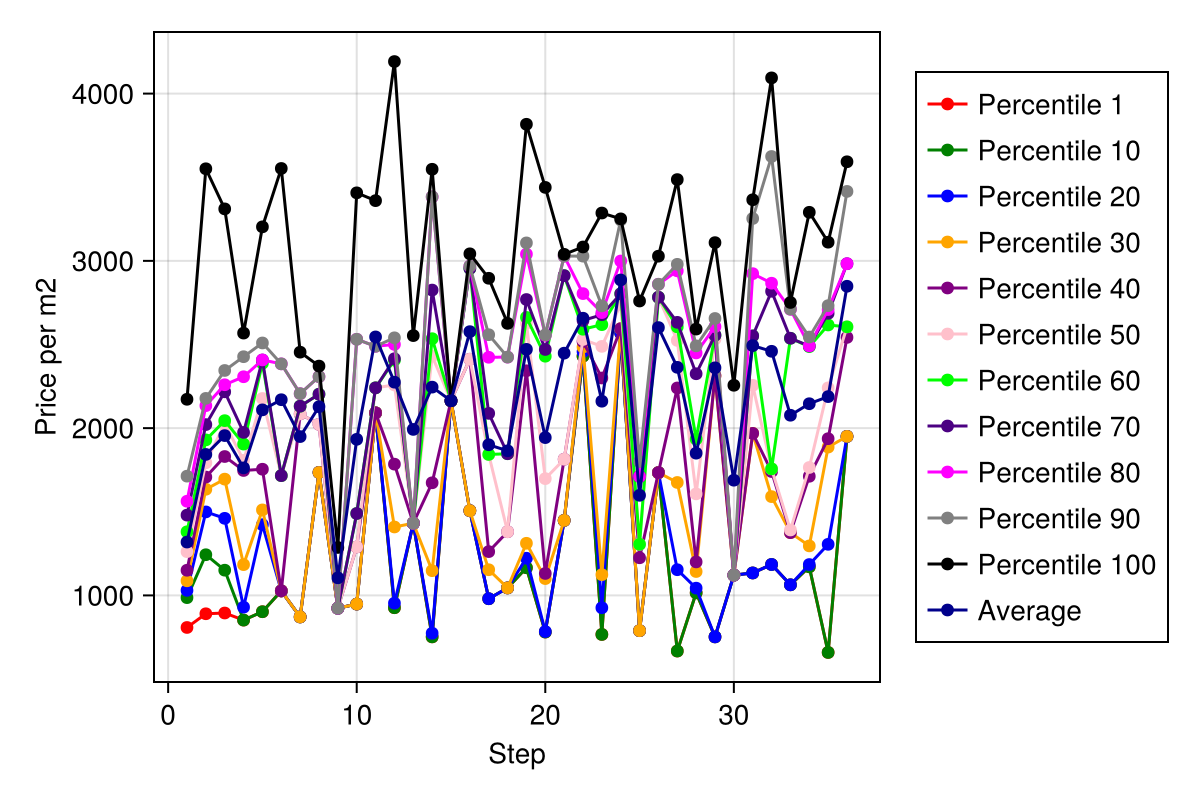 Price per m2
4000
3000
2000
1000
0
10
20
30
Step
Percentile 1
Percentile 10
Percentile 20
Percentile 30
Percentile 40
Percentile 50
Percentile 60
Percentile 70
Percentile 80
Percentile 90
Percentile 100
Average